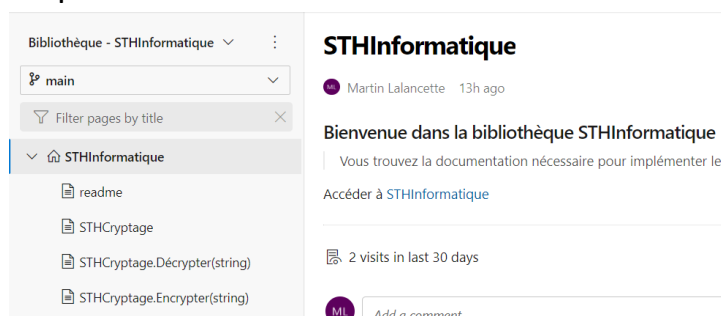 Bibliothèque - STHInformatique
main
Filter pages by title
STHInformatique
readme
STHCryptage
STHCryptage.Décrypter(string)
STHCryptage.Encrypter(string)
STHInformatique
ML Martin Lalancette 13h ago
Bienvenue dans la bibliothèque STHInformatique
Vous trouvez la documentation nécessaire pour implémenter le
Accéder à STHInformatique
2 visits in last 30 days
ML Add a comment